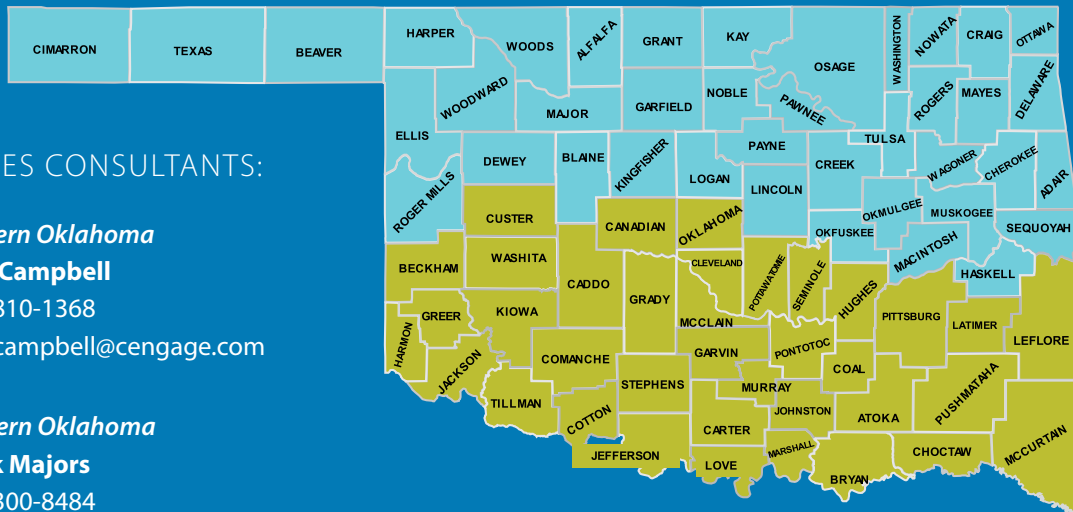 ES CONSULTANTS:
ern Oklahoma
Campbell
810-1368
campbell@cengage.com
ern Oklahoma
Majors
800-8484
CIMARRON
TEXAS
BEAVER
HARPER
WOODS
ALFALFA
GRANT
KAY
OSAGE
WASHINGTON
NOWATA
CRAIG
OTTAWA
WOODWARD
MAJOR
GARFIELD
NOBLE
PAWNEE
ROGERS
MAYES
DELAWARE
ELLIS
DEWEY
BLAINE
KINGFISHER
LOGAN
PAYNE
LINCOLN
CREEK
TULSA
WAGONER
CHEROKEE
ADAIR
ROGER MILLS
CUSTER
CANADIAN
OKLAHOMA
OKFUSKEE
OKMULGEE
MUSKOGEE
SEQUOYAH
BECKHAM
WASHITA
CADDO
GRADY
CLEVELAND
POTTAWATOME
SEMINOLE
HUGHES
MACINTOSH
HASKELL
HARMON
GREER
KIOWA
MCCLAIN
PITTSBURG
LATIMER
LEFLORE
JACKSON
COMANCHE
GARVIN
PONTOTOC
COAL
TILLMAN
COTTON
STEPHENS
MURRAY
JOHNSTON
ATOKA
PUSHMATAHA
JEFFERSON
CARTER
LOVE
MARSHALL
BRYAN
CHOCTAW
MCCURTAIN